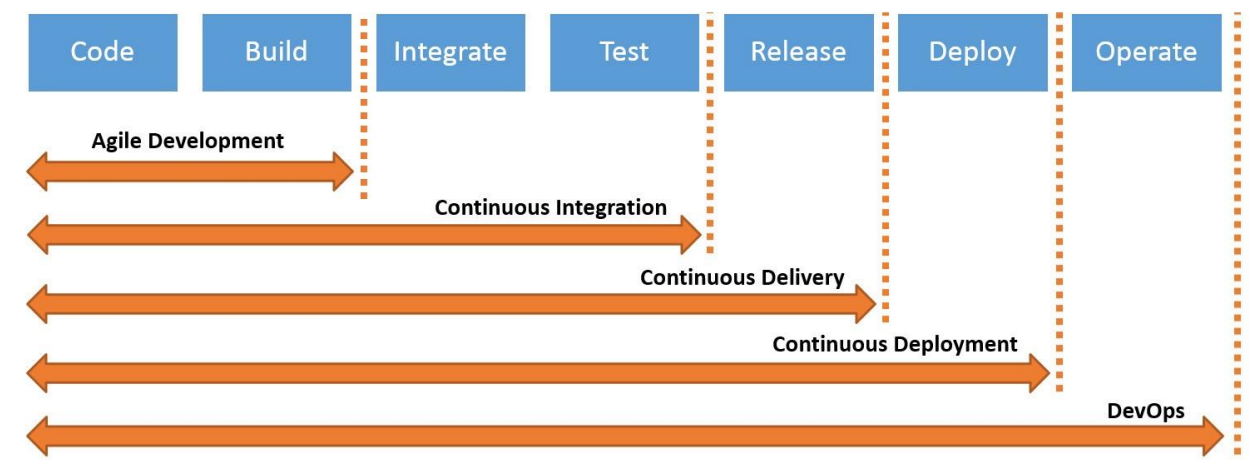 Code Build Integrate Test Release Deploy Operate
Agile Development
Continuous Integration
Continuous Delivery
Continuous Deployment
DevOps